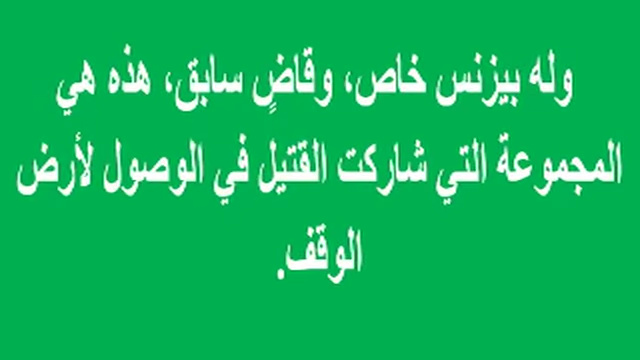 وله بيزنس خاص، وقاضٍ سابق، هذه هي
المجموعة التي شاركت القتيل في الوصول لأرض
الوقف.